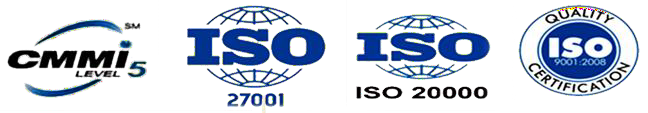 SM
CMMi
LEVEL 5
ISO
27001
ISO
ISO 20000
QUALITY
ISO
9001:2008
CERTIFICATION